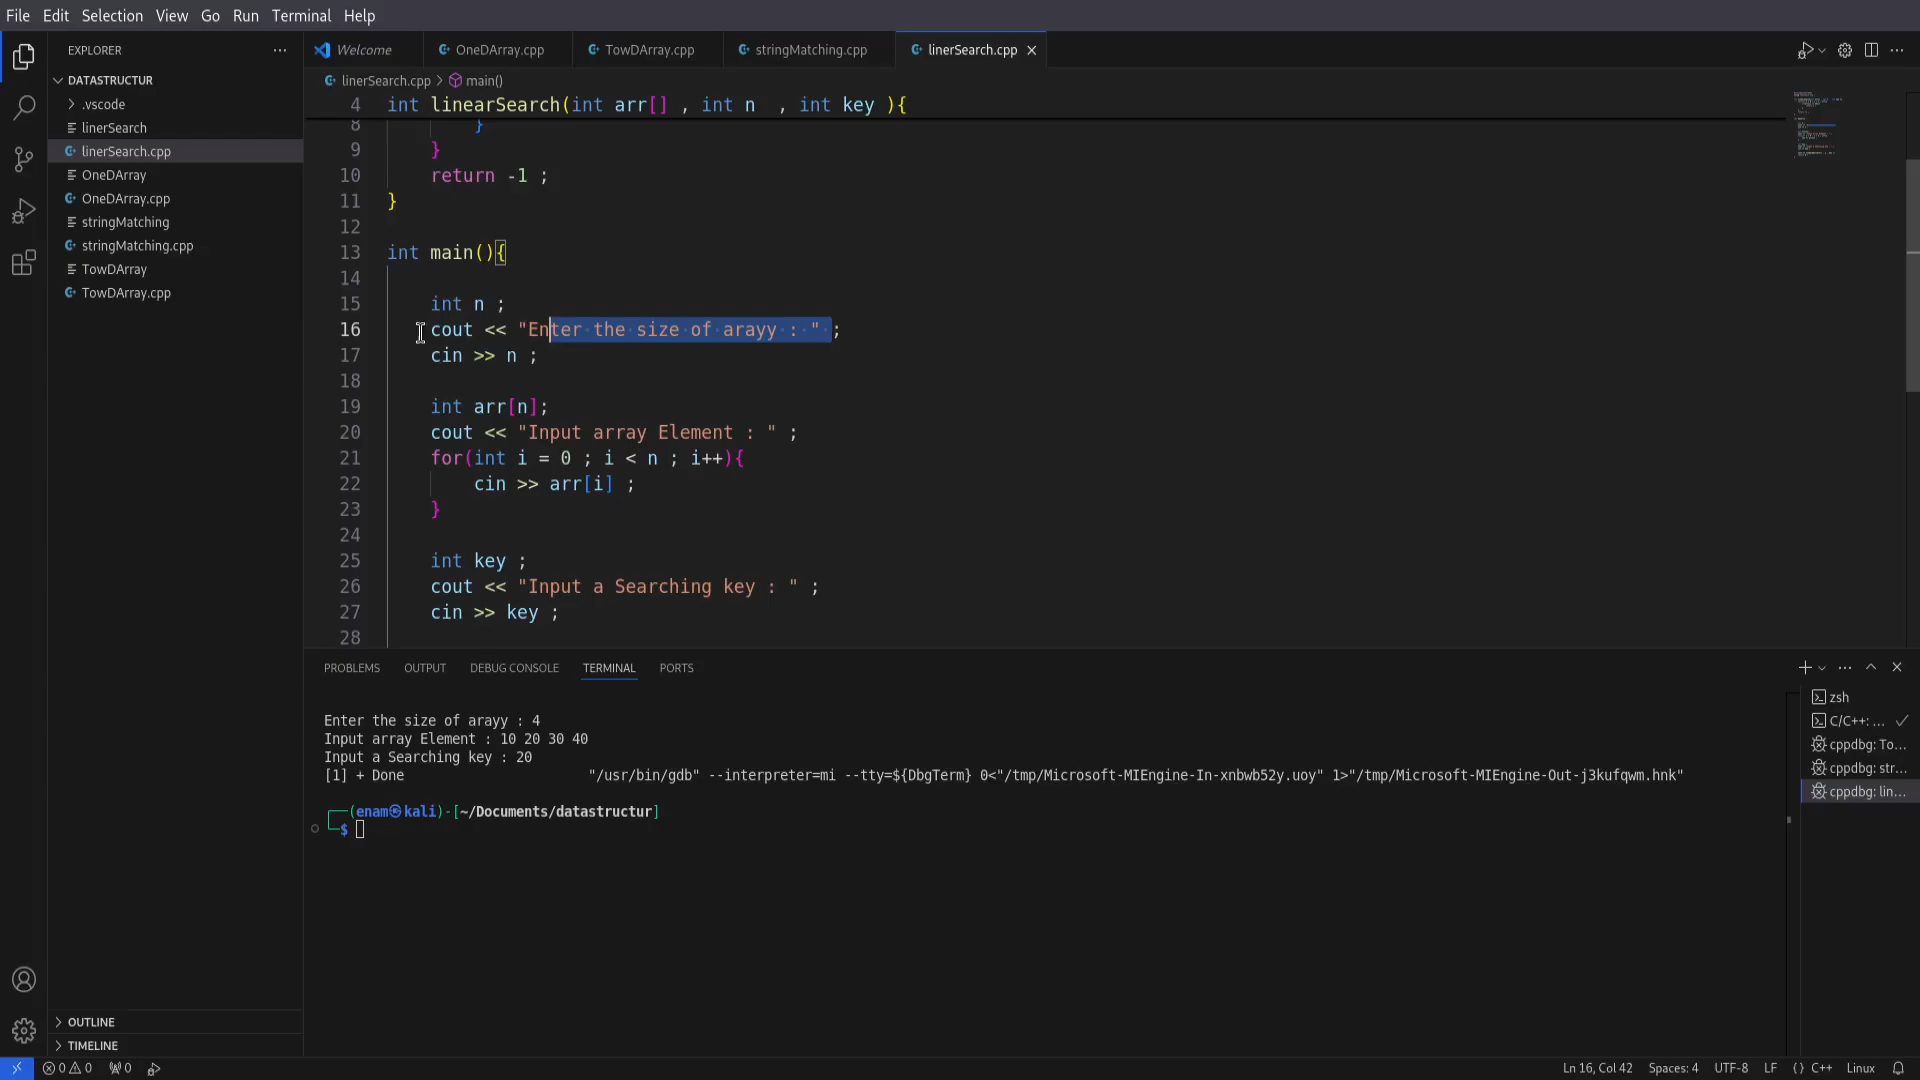 File Edit Selection View Go Run Terminal Help
EXPLORER
Welcome
OneDArray.cpp
TowDArray.cpp
stringMatching.cpp
linerSearch.cpp
DATASTRUCTUR
.vscode
linerSearch
linerSearch.cpp
OneDArray
OneDArray.cpp
stringMatching
stringMatching.cpp
TowDArray
TowDArray.cpp
OUTLINE
TIMELINE
linerSearch.cpp > main()
4 int linearSearch(int arr[] , int n , int key ){
8 }
9 }
10 return -1 ;
11 }
12
13 int main(){
14
15 int n ;
16 cout << "Enter the size of arayy : " ;
17 cin >> n ;
18
19 int arr[n];
20 cout << "Input array Element : " ;
21 for(int i = 0 ; i < n ; i++){
22 cin >> arr[i] ;
23 }
24
25 int key ;
26 cout << "Input a Searching key : " ;
27 cin >> key ;
28
PROBLEMS OUTPUT DEBUG CONSOLE TERMINAL PORTS
Enter the size of arayy : 4
Input array Element : 10 20 30 40
Input a Searching key : 20
[1] + Done "/usr/bin/gdb" --interpreter=mi --tty=${DbgTerm} 0<"/tmp/Microsoft-MIEngine-In-xnbwb52y.uoy" 1>"/tmp/Microsoft-MIEngine-Out-j3kufqwm.hnk"
(enam㉿kali)-[~/Documents/datastructur]
$
zsh
C/C++: ...
cppdbg: To...
cppdbg: str...
cppdbg: lin...
0 0 0
Ln 16, Col 42 Spaces: 4 UTF-8 LF {} C++ Linux